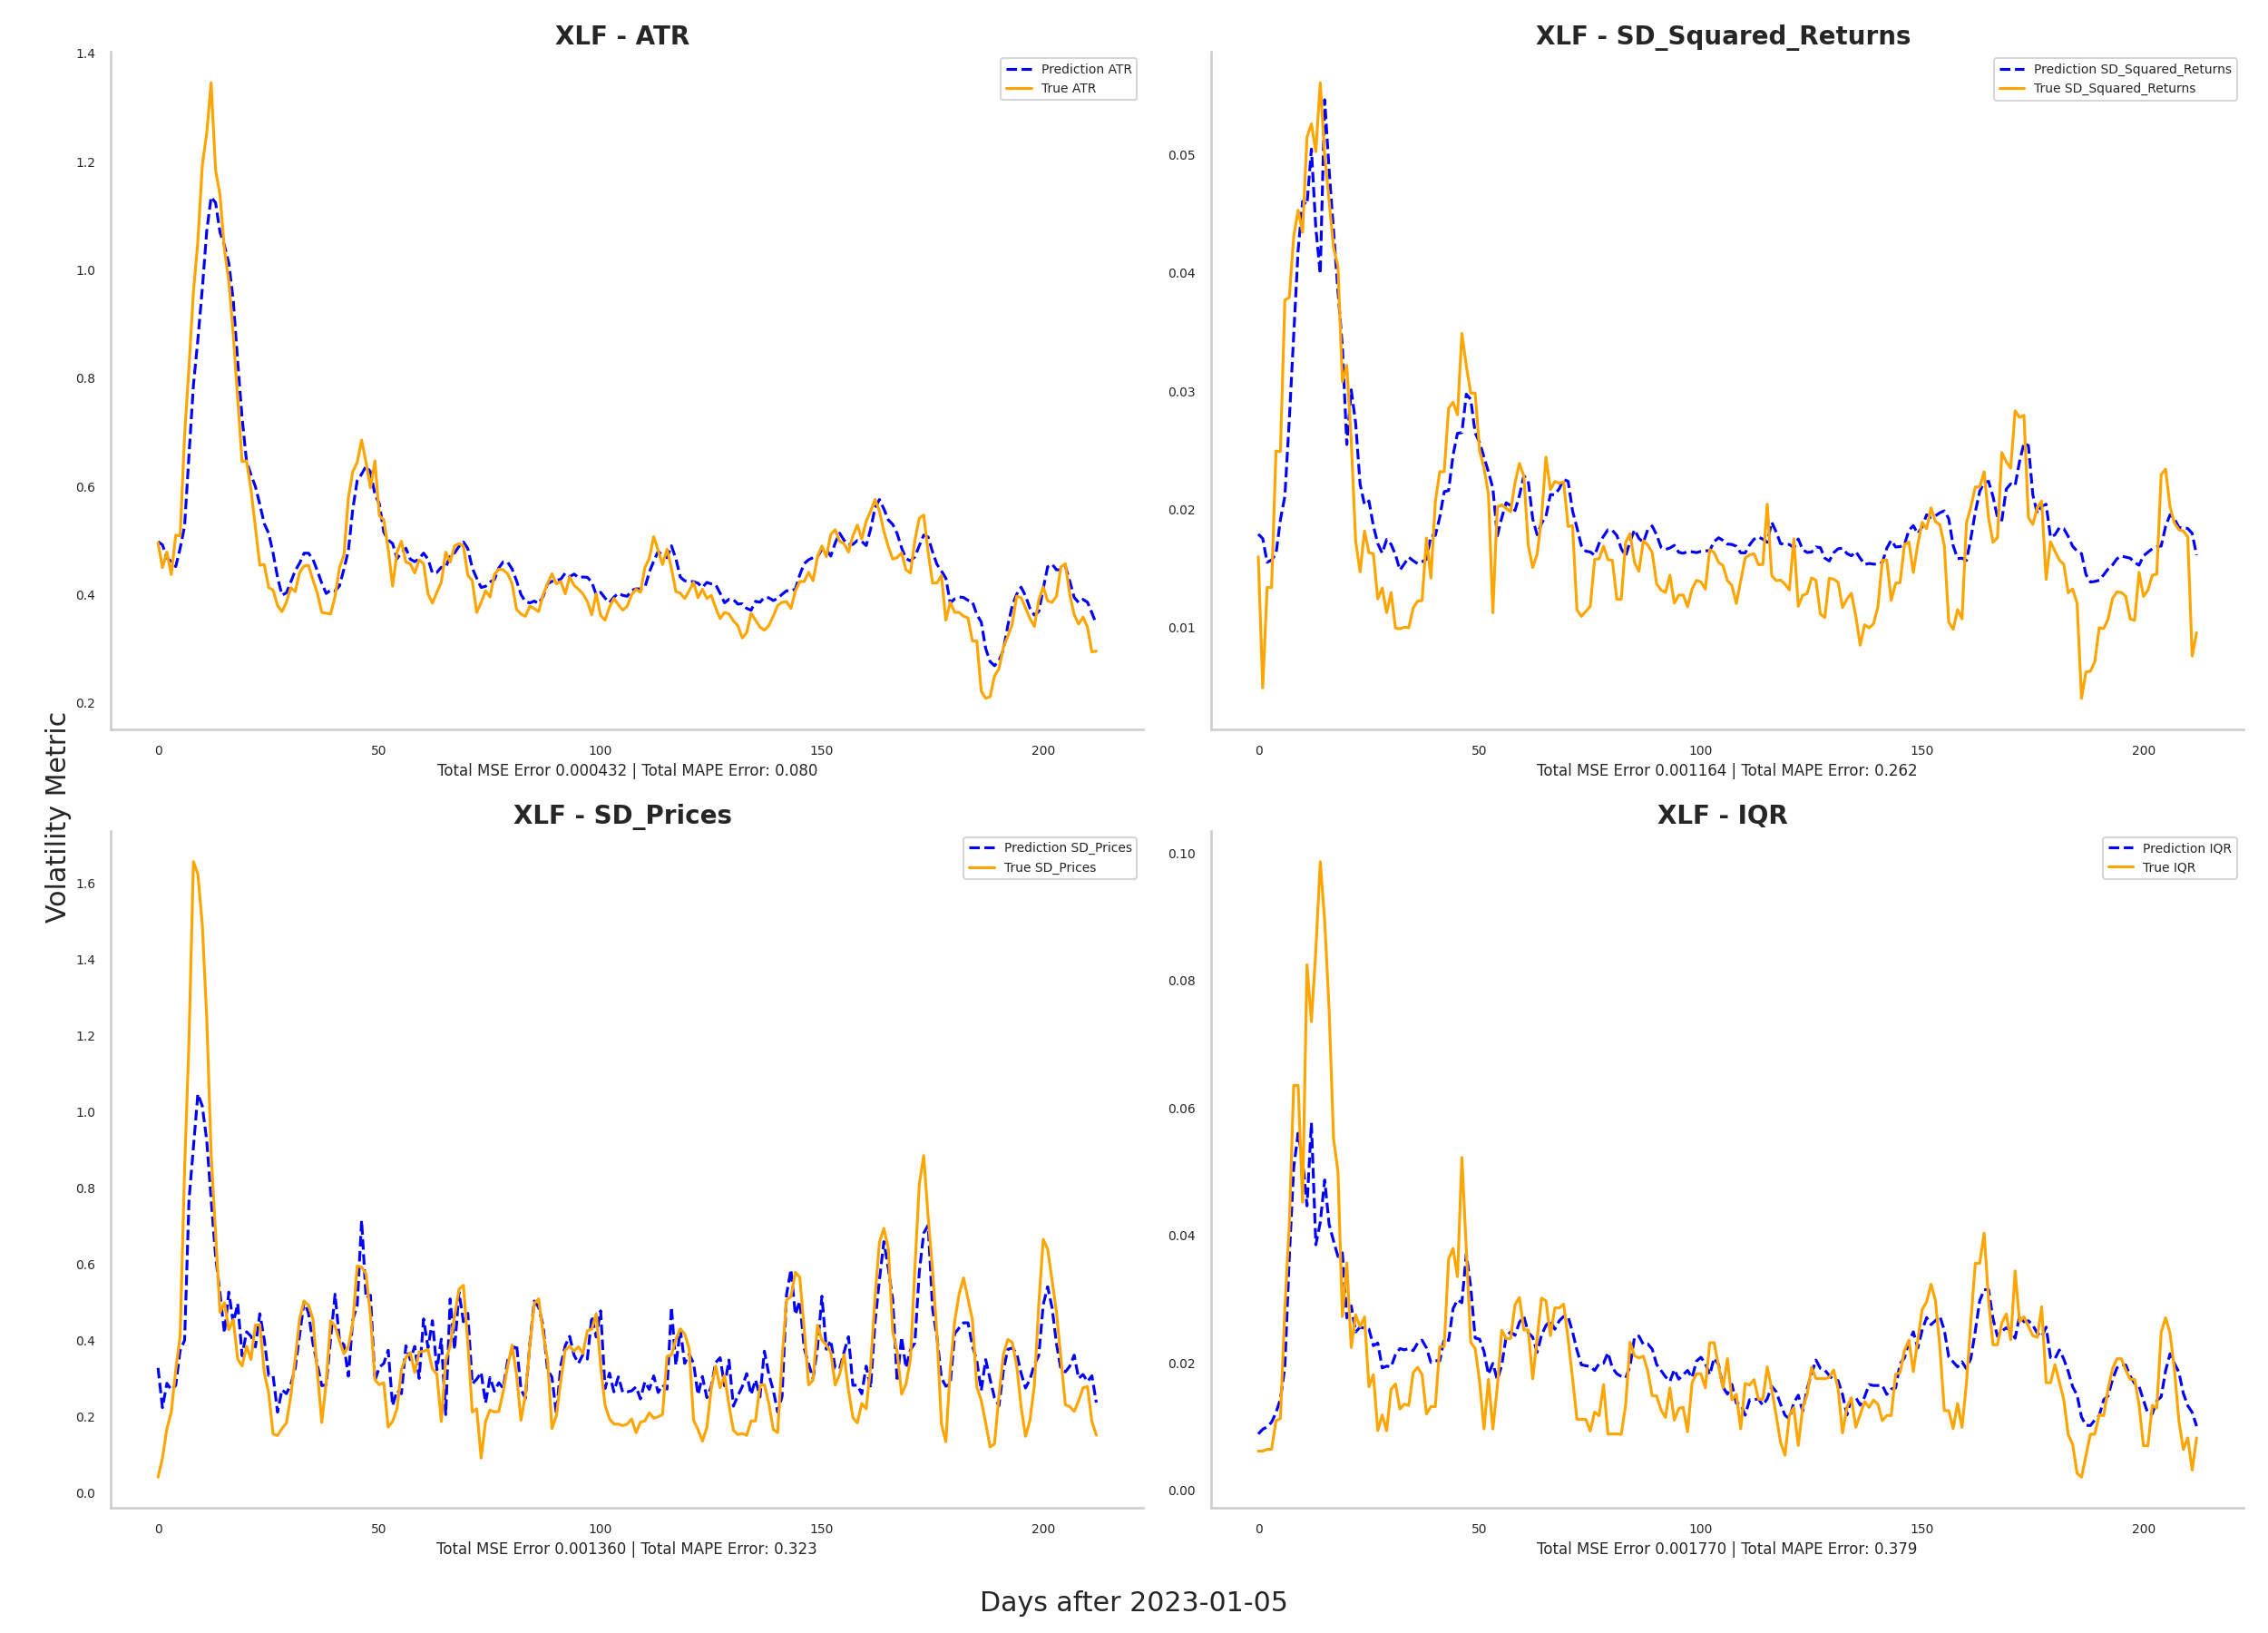 XLF - ATR
1.4
1.2
1.0
0.8
0.6
0.4
0.2
0
50
100
150
200
Prediction ATR
True ATR
Total MSE Error 0.000432 | Total MAPE Error: 0.080
XLF - SD_Squared_Returns
0.05
0.04
0.03
0.02
0.01
0
50
100
150
200
Prediction SD_Squared_Returns
True SD_Squared_Returns
Total MSE Error 0.001164 | Total MAPE Error: 0.262
Volatility Metric
XLF - SD_Prices
1.6
1.4
1.2
1.0
0.8
0.6
0.4
0.2
0.0
0
50
100
150
200
Prediction SD_Prices
True SD_Prices
Total MSE Error 0.001360 | Total MAPE Error: 0.323
XLF - IQR
0.10
0.08
0.06
0.04
0.02
0.00
0
50
100
150
200
Prediction IQR
True IQR
Total MSE Error 0.001770 | Total MAPE Error: 0.379
Days after 2023-01-05